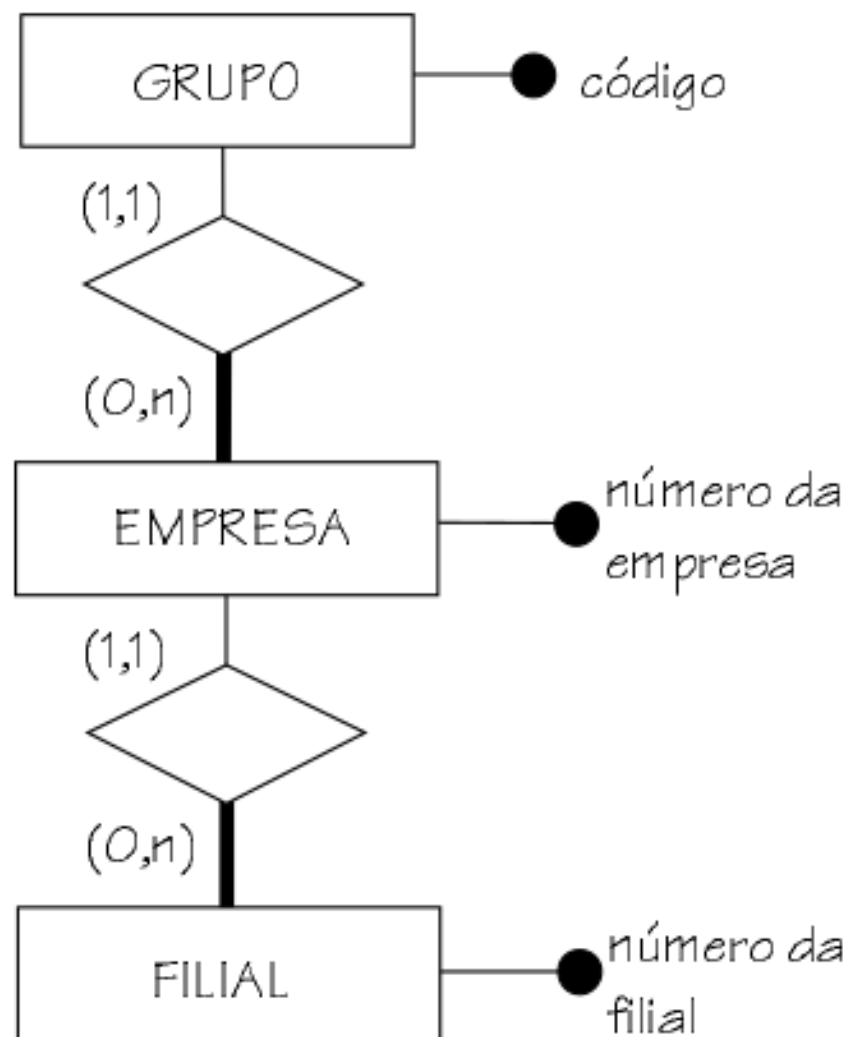 GRUPO
código
(1,1)
(0,n)
EMPRESA
número da
empresa
(1,1)
(0,n)
FILIAL
número da
filial